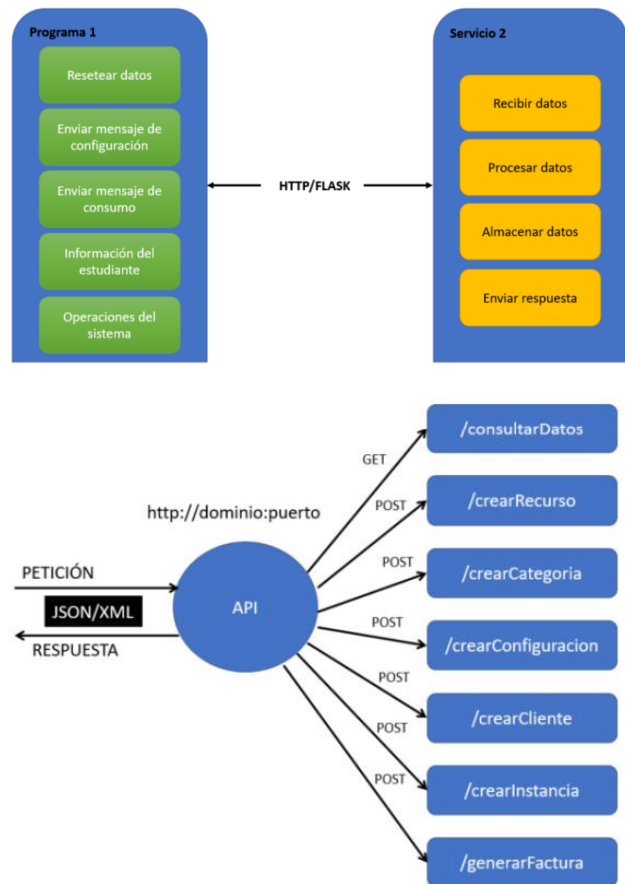 Programa 1
Resetear datos
Enviar mensaje de
configuración
Enviar mensaje de
consumo
Información del
estudiante
Operaciones del
sistema
HTTP/FLASK
Servicio 2
Recibir datos
Procesar datos
Almacenar datos
Enviar respuesta
http://dominio:puerto
PETICIÓN
JSON/XML
RESPUESTA
API
GET
/consultarDatos
POST
/crearRecurso
POST
/crearCategoria
POST
/crearConfiguracion
POST
/crearCliente
POST
/crearInstancia
POST
/generarFactura